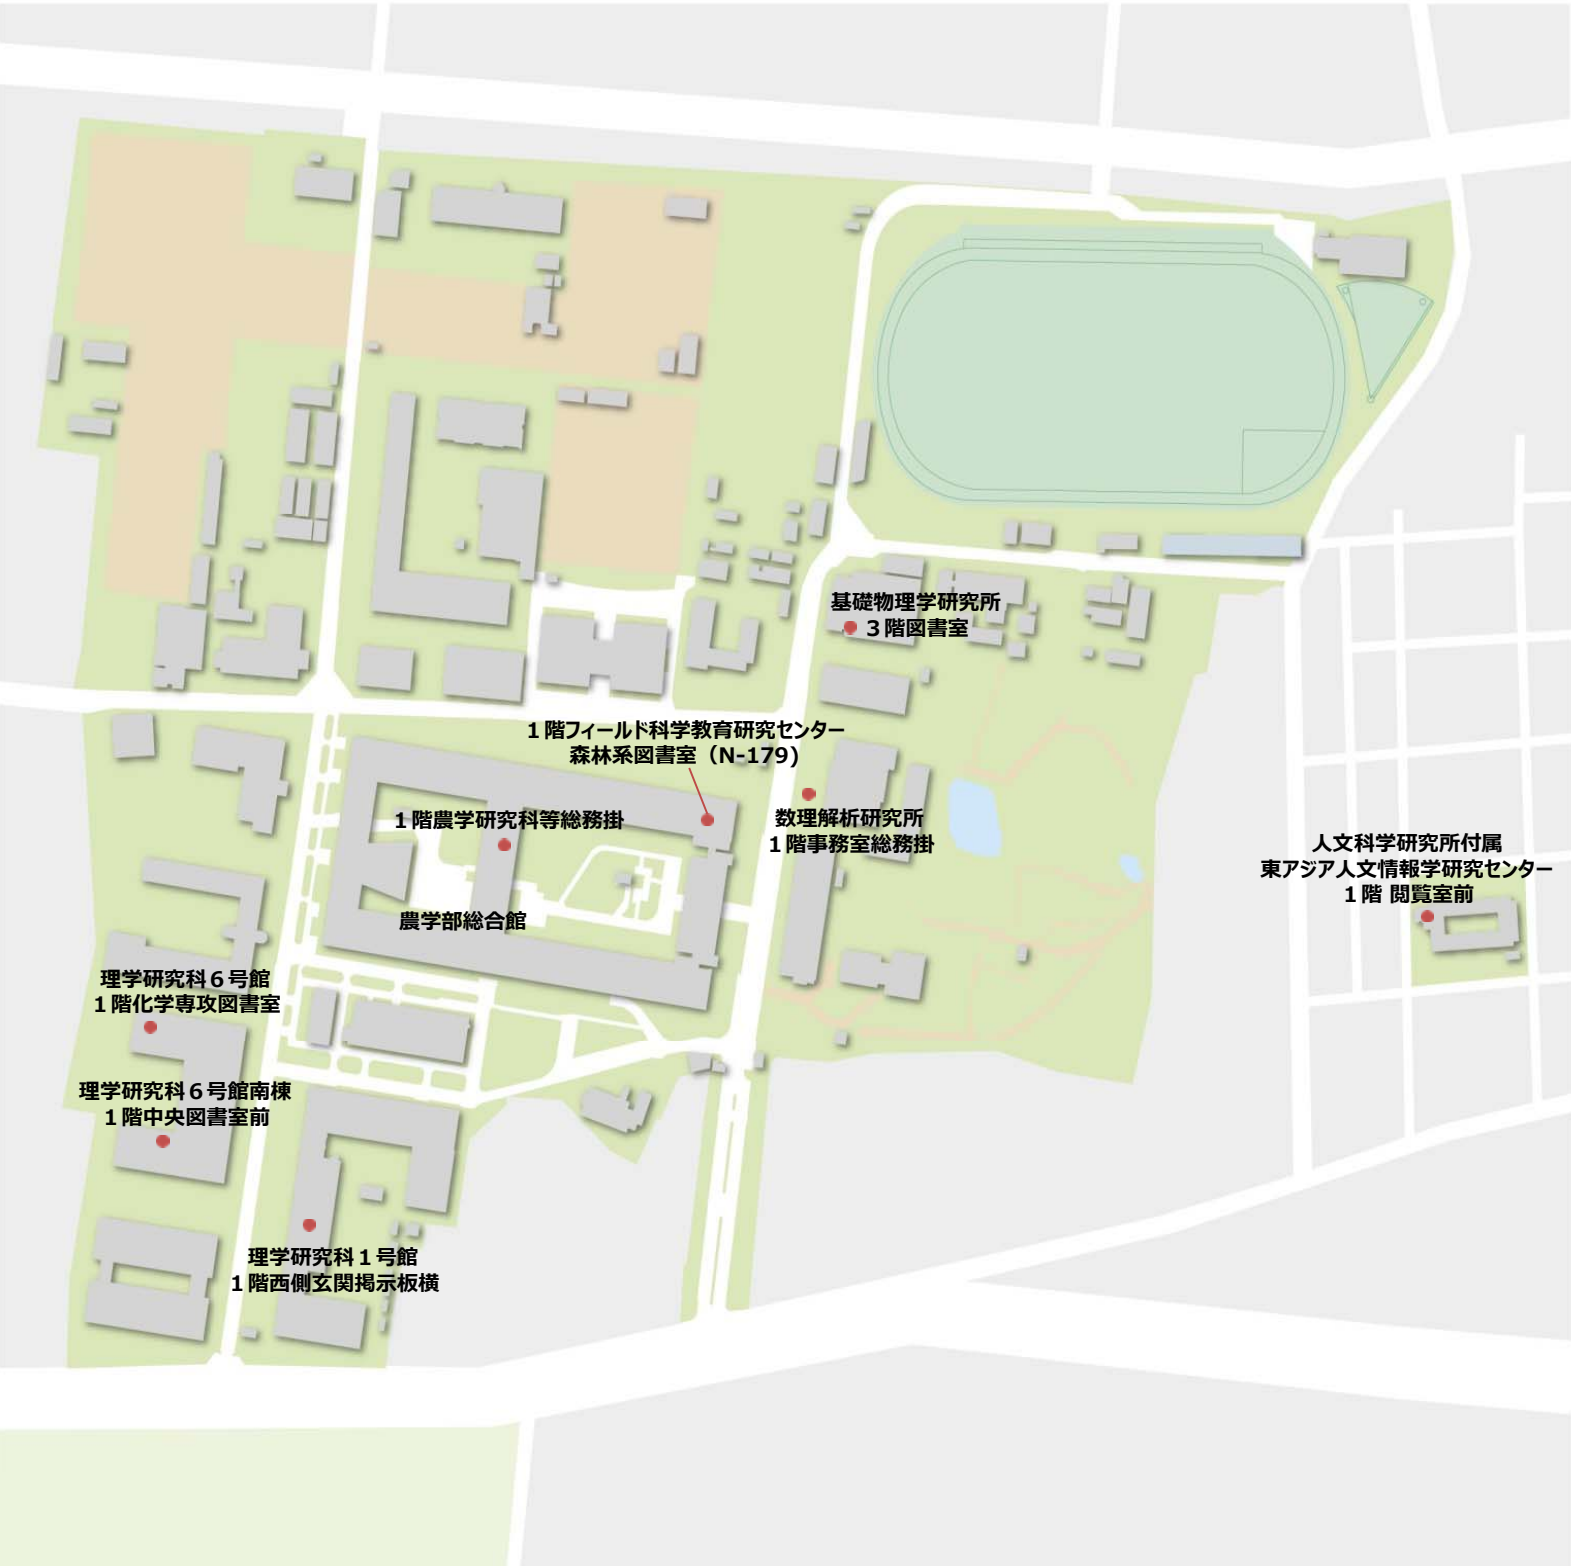 基礎物理学研究所
３階図書室
１階フィールド科学教育研究センター
森林系図書室（N-179)
１階農学研究科等総務掛
数理解析研究所
１階事務室総務掛
人文科学研究所付属
東アジア人文情報学研究センター
１階 閲覧室前
農学部総合館
理学研究科６号館
１階化学専攻図書室
理学研究科６号館南棟
１階中央図書室前
理学研究科１号館
１階西側玄関掲示板横